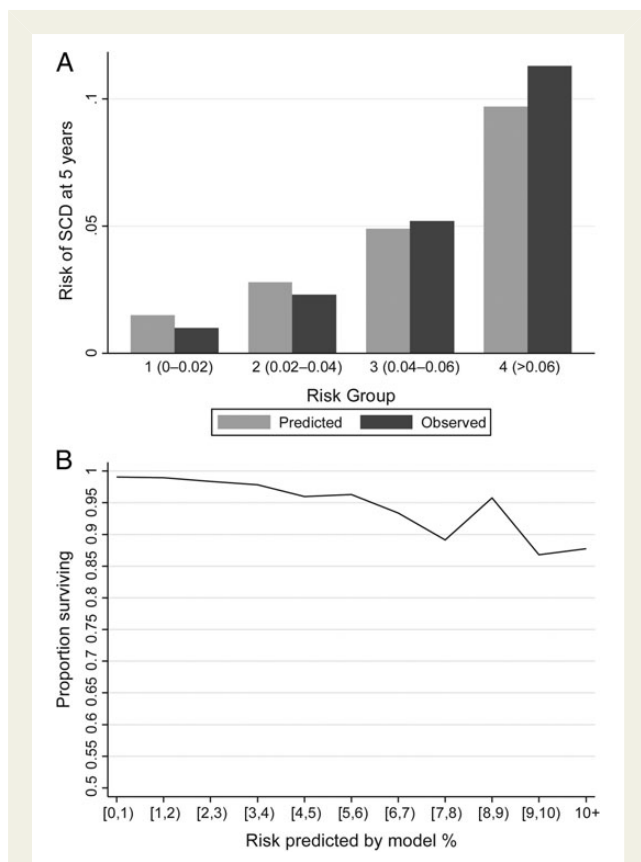 A
Risk of SCD at 5 years
.1
.05
0
1 (0–0.02) 2 (0.02–0.04) 3 (0.04–0.06) 4 (>0.06)
Risk Group
Predicted Observed
B
Proportion surviving
1
0.95
0.9
0.85
0.8
0.75
0.7
0.65
0.6
0.55
0.5
[0,1) [1,2) [2,3) [3,4) [4,5) [5,6) [6,7) [7,8) [8,9) [9,10) 10+
Risk predicted by model %